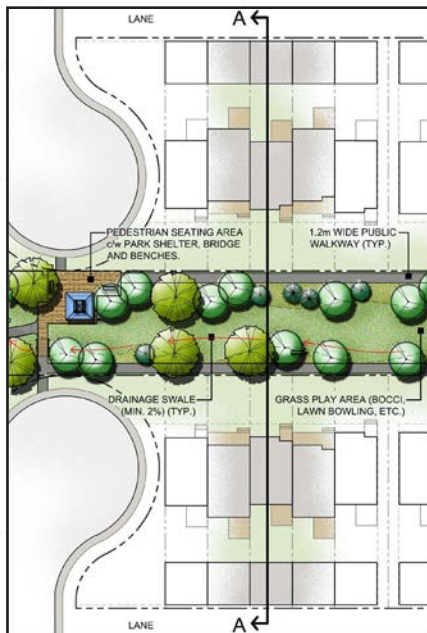 LANE
A
PEDESTRIAN SEATING AREA
c/w PARK SHELTER, BRIDGE
AND BENCHES.
1.2m WIDE PUBLIC
WALKWAY (TYP.)
DRAINAGE SWALE
(MIN. 2%) (TYP.)
GRASS PLAY AREA (BOCCI,
LAWN BOWLING, ETC.)
LANE
A